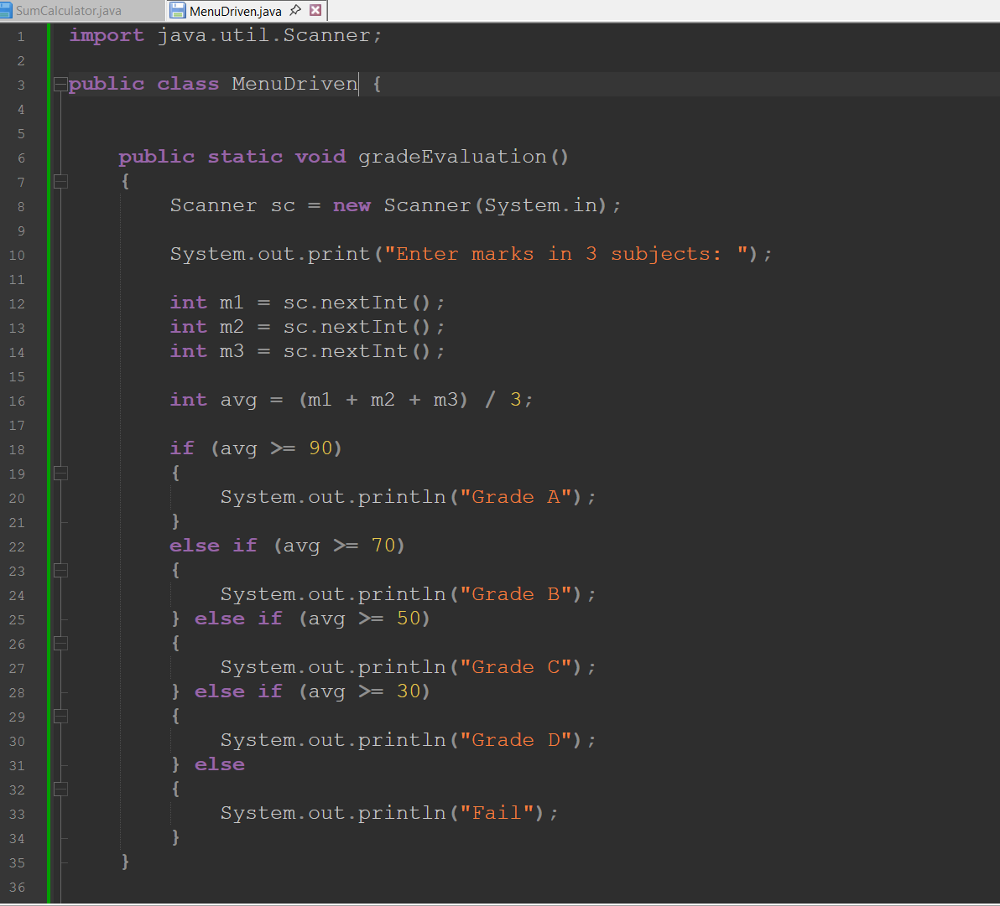 SumCalculator.java MenuDriven.java
1 import java.util.Scanner;
2
3 public class MenuDriven {
4
5
6 public static void gradeEvaluation()
7 {
8 Scanner sc = new Scanner(System.in);
9
10 System.out.print("Enter marks in 3 subjects: ");
11
12 int m1 = sc.nextInt();
13 int m2 = sc.nextInt();
14 int m3 = sc.nextInt();
15
16 int avg = (m1 + m2 + m3) / 3;
17
18 if (avg >= 90)
19 {
20 System.out.println("Grade A");
21 }
22 else if (avg >= 70)
23 {
24 System.out.println("Grade B");
25 } else if (avg >= 50)
26 {
27 System.out.println("Grade C");
28 } else if (avg >= 30)
29 {
30 System.out.println("Grade D");
31 } else
32 {
33 System.out.println("Fail");
34 }
35 }
36